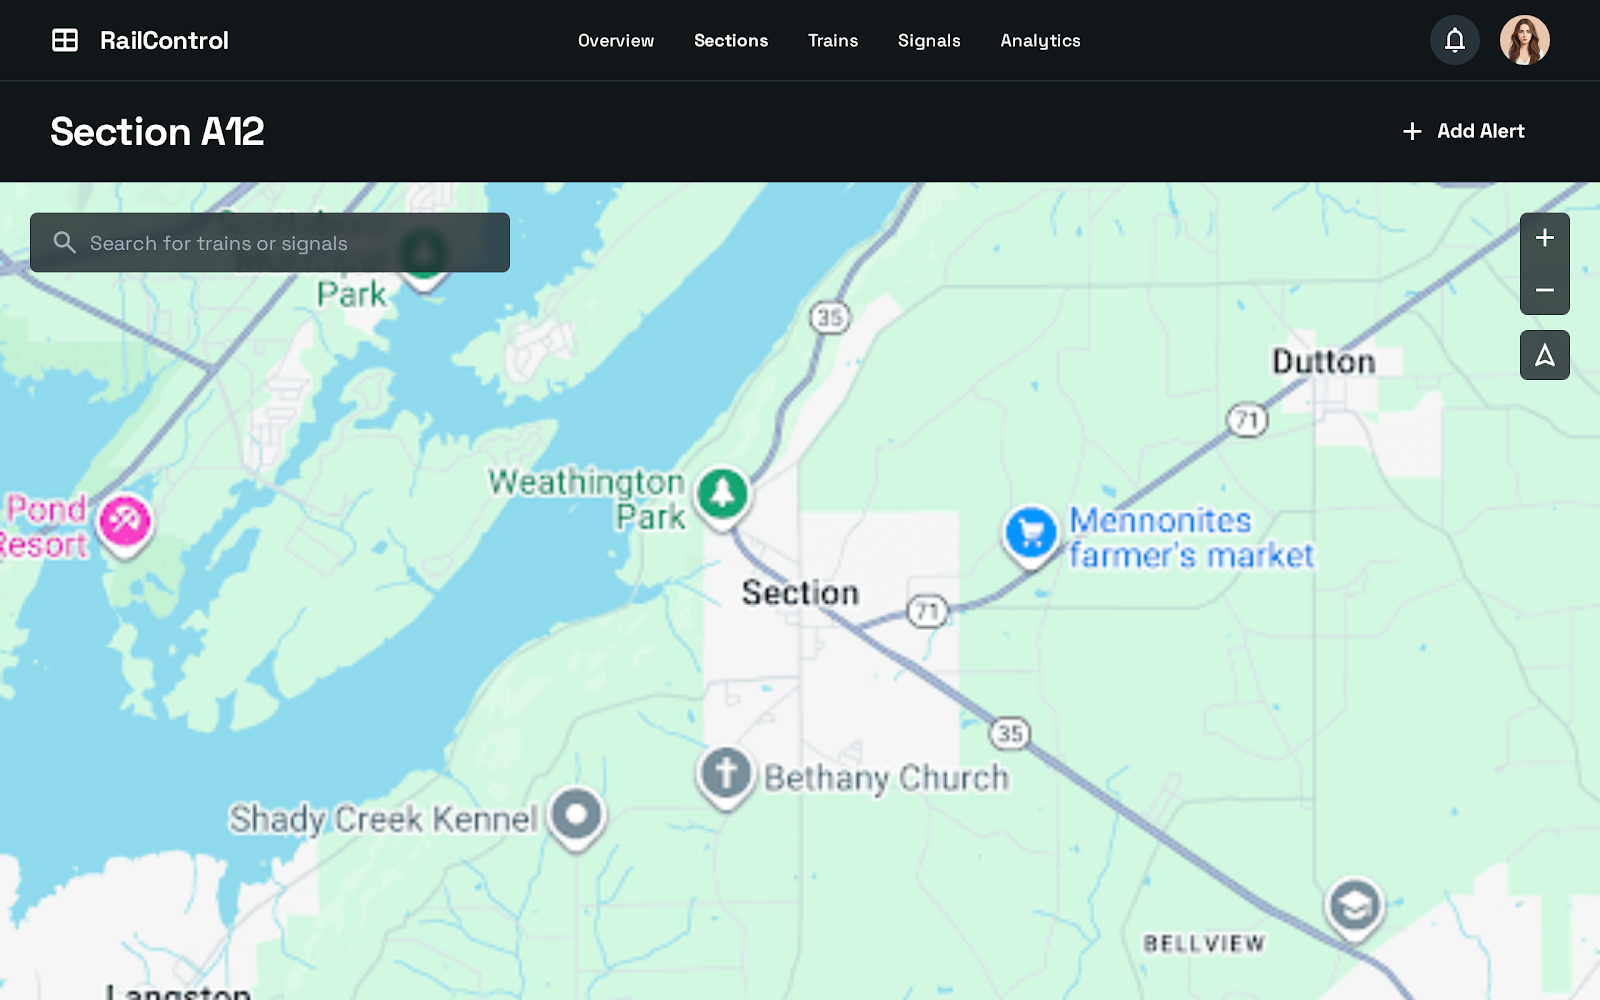 RailControl
Overview
Sections
Trains
Signals
Analytics
Section A12
Add Alert
Search for trains or signals
Park
35
Dutton
71
Weathington
Park
Pond
Resort
Mennonites
farmer's market
Section
71
35
Bethany Church
Shady Creek Kennel
BELLVIEW
Langston